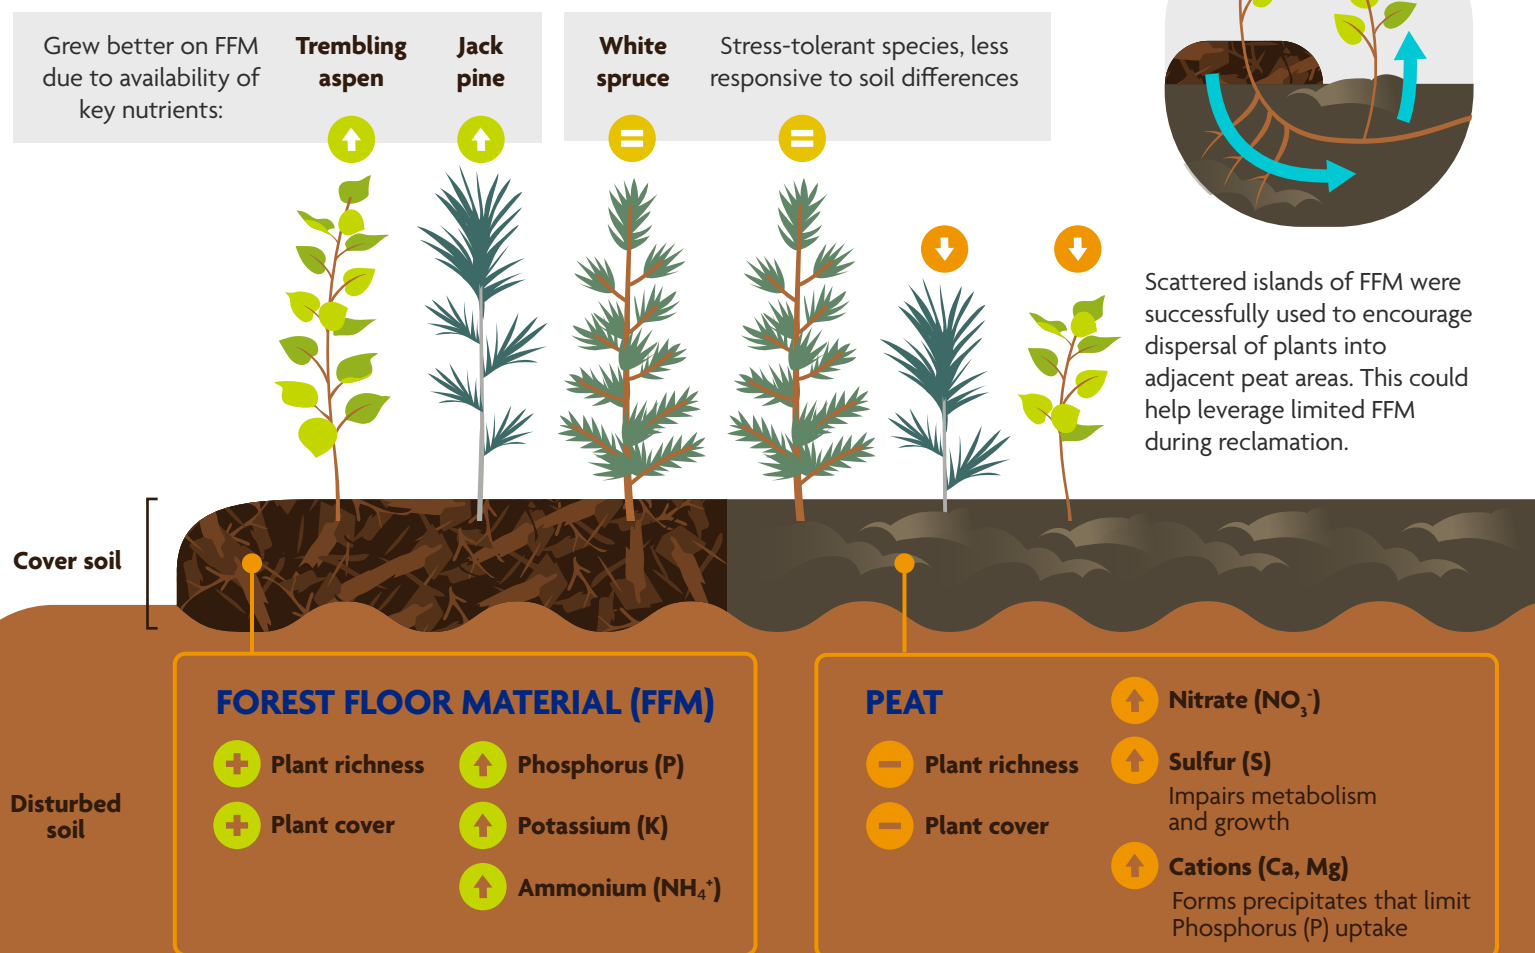 Grew better on FFM
due to availability of
key nutrients:
Trembling
aspen
Jack
pine
White
spruce
Stress-tolerant species, less
responsive to soil differences
Scattered islands of FFM were
successfully used to encourage
dispersal of plants into
adjacent peat areas. This could
help leverage limited FFM
during reclamation.
Cover soil
Disturbed
soil
FOREST FLOOR MATERIAL (FFM)
Plant richness
Plant cover
Phosphorus (P)
Potassium (K)
Ammonium (NH₄⁺)
PEAT
Plant richness
Plant cover
Nitrate (NO₃⁻)
Sulfur (S)
Impairs metabolism
and growth
Cations (Ca, Mg)
Forms precipitates that limit
Phosphorus (P) uptake